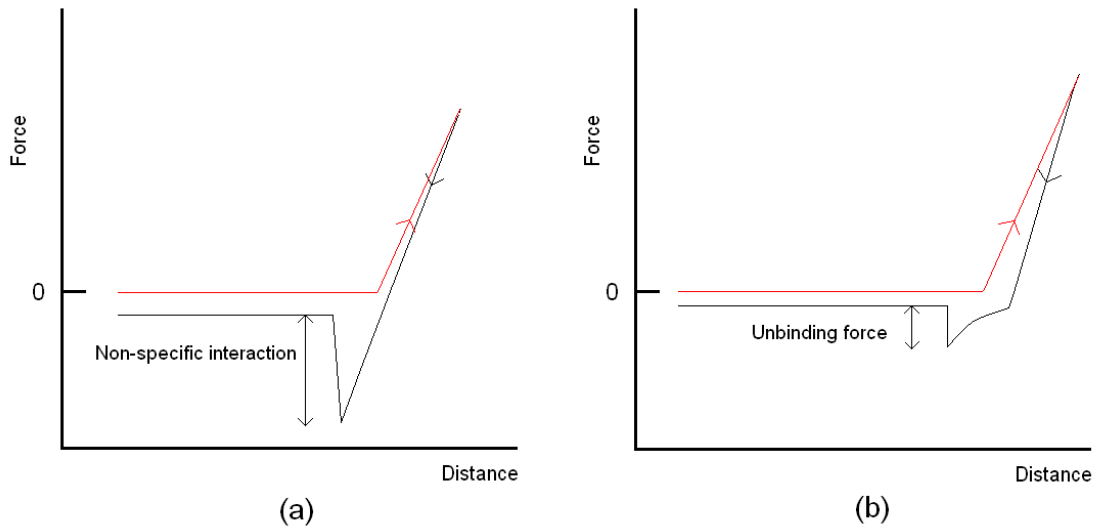 Force
0
Non-specific interaction
Distance
(a)
Force
0
Unbinding force
Distance
(b)